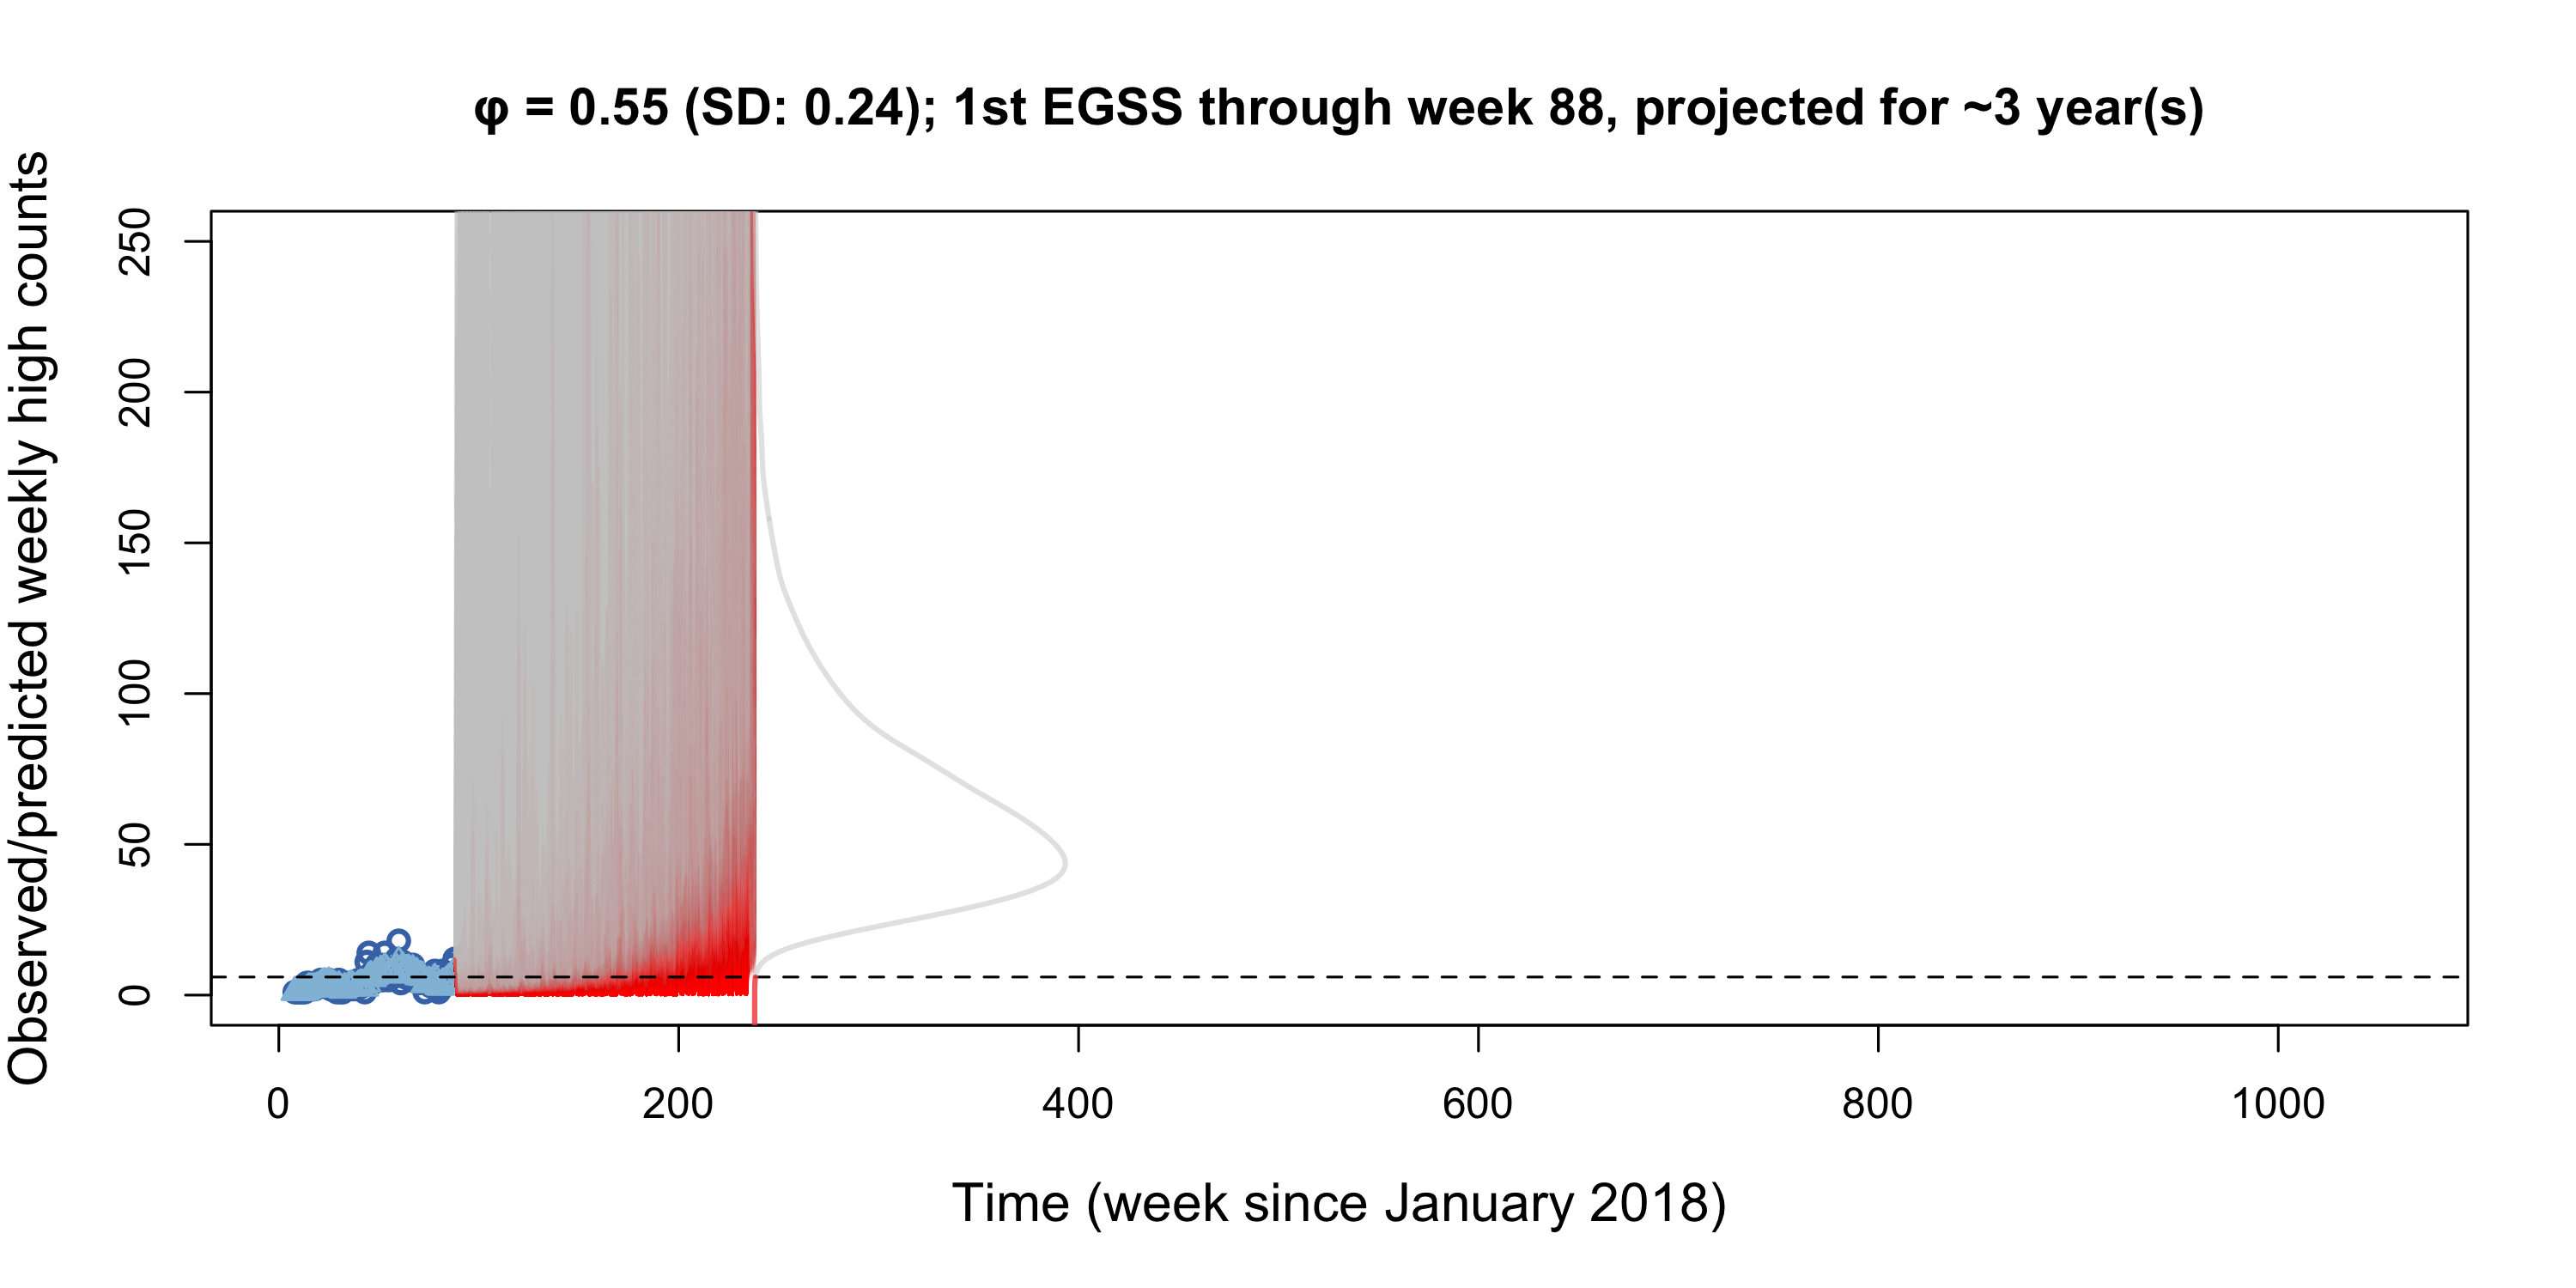 φ = 0.55 (SD: 0.24); 1st EGSS through week 88, projected for ~3 year(s)
Observed/predicted weekly high counts
250
200
150
100
50
0
0 200 400 600 800 1000
Time (week since January 2018)